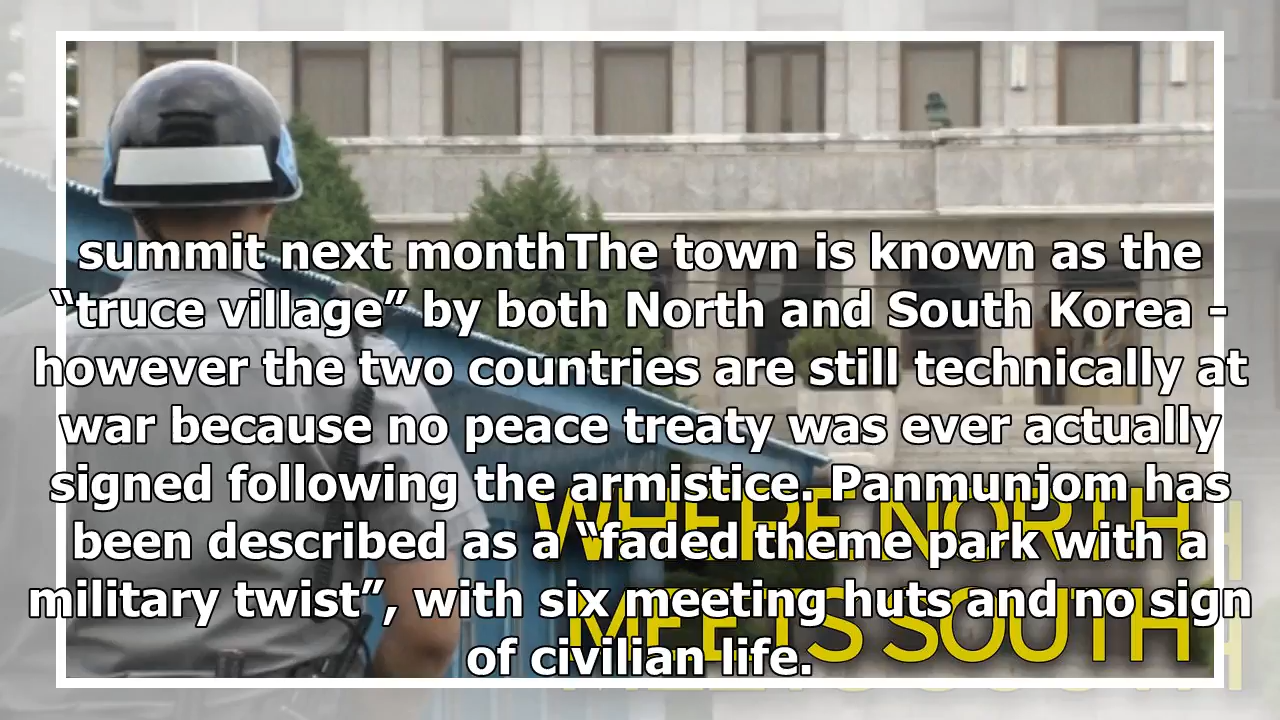 summit next monthThe town is known as the
“truce village” by both North and South Korea -
however the two countries are still technically at
war because no peace treaty was ever actually
signed following the armistice. Panmunjom has
been described as a “faded theme park with a
military twist”, with six meeting huts and no sign
of civilian life.
WHERE NORTH
MEETS SOUTH